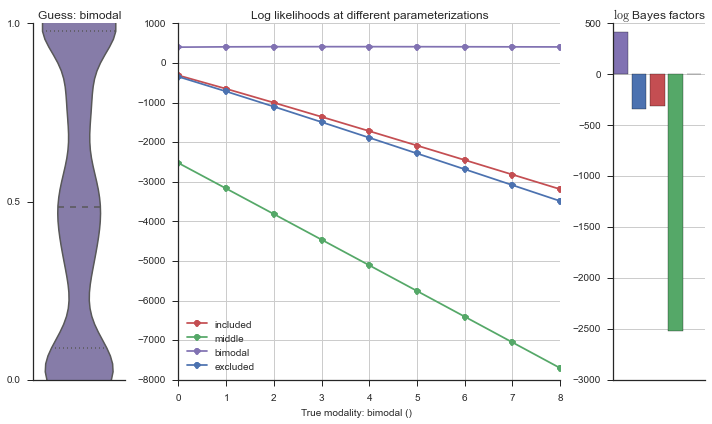 Guess: bimodal
1.0
0.5
0.0
Log likelihoods at different parameterizations
1000
0
−1000
−2000
−3000
−4000
−5000
−6000
−7000
−8000
included
middle
bimodal
excluded
0 1 2 3 4 5 6 7 8
True modality: bimodal ()
log Bayes factors
500
0
−500
−1000
−1500
−2000
−2500
−3000